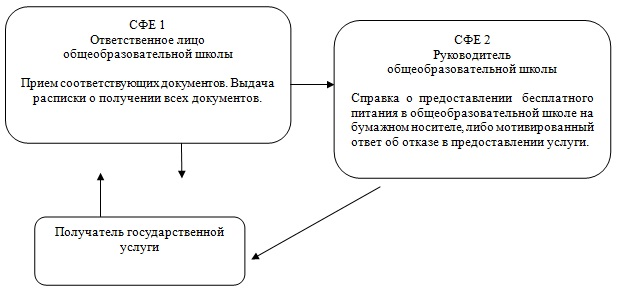 СФЕ 1
Ответственное лицо
общеобразовательной школы
Прием соответствующих документов. Выдача
расписки о получении всех документов.
СФЕ 2
Руководитель
общеобразовательной школы
Справка о предоставлении бесплатного
питания в общеобразовательной школе на
бумажном носителе, либо мотивированный
ответ об отказе в предоставлении услуги.
Получатель государственной
услуги